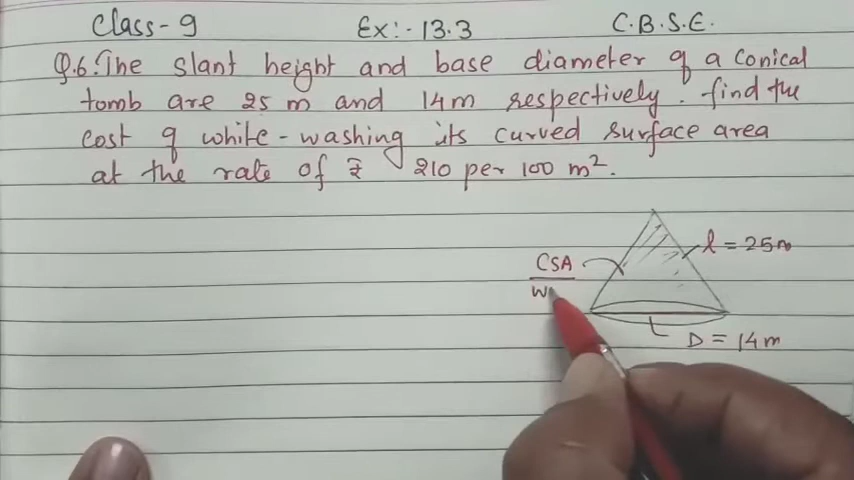 Class - 9 Ex:- 13.3 C.B.S.E.
Q.6. The slant height and base diameter of a conical
tomb are 25 m and 14 m respectively. find the
cost of white-washing its curved surface area
at the rate of ₹ 210 per 100 m².
l = 25m
CSA
D = 14 m